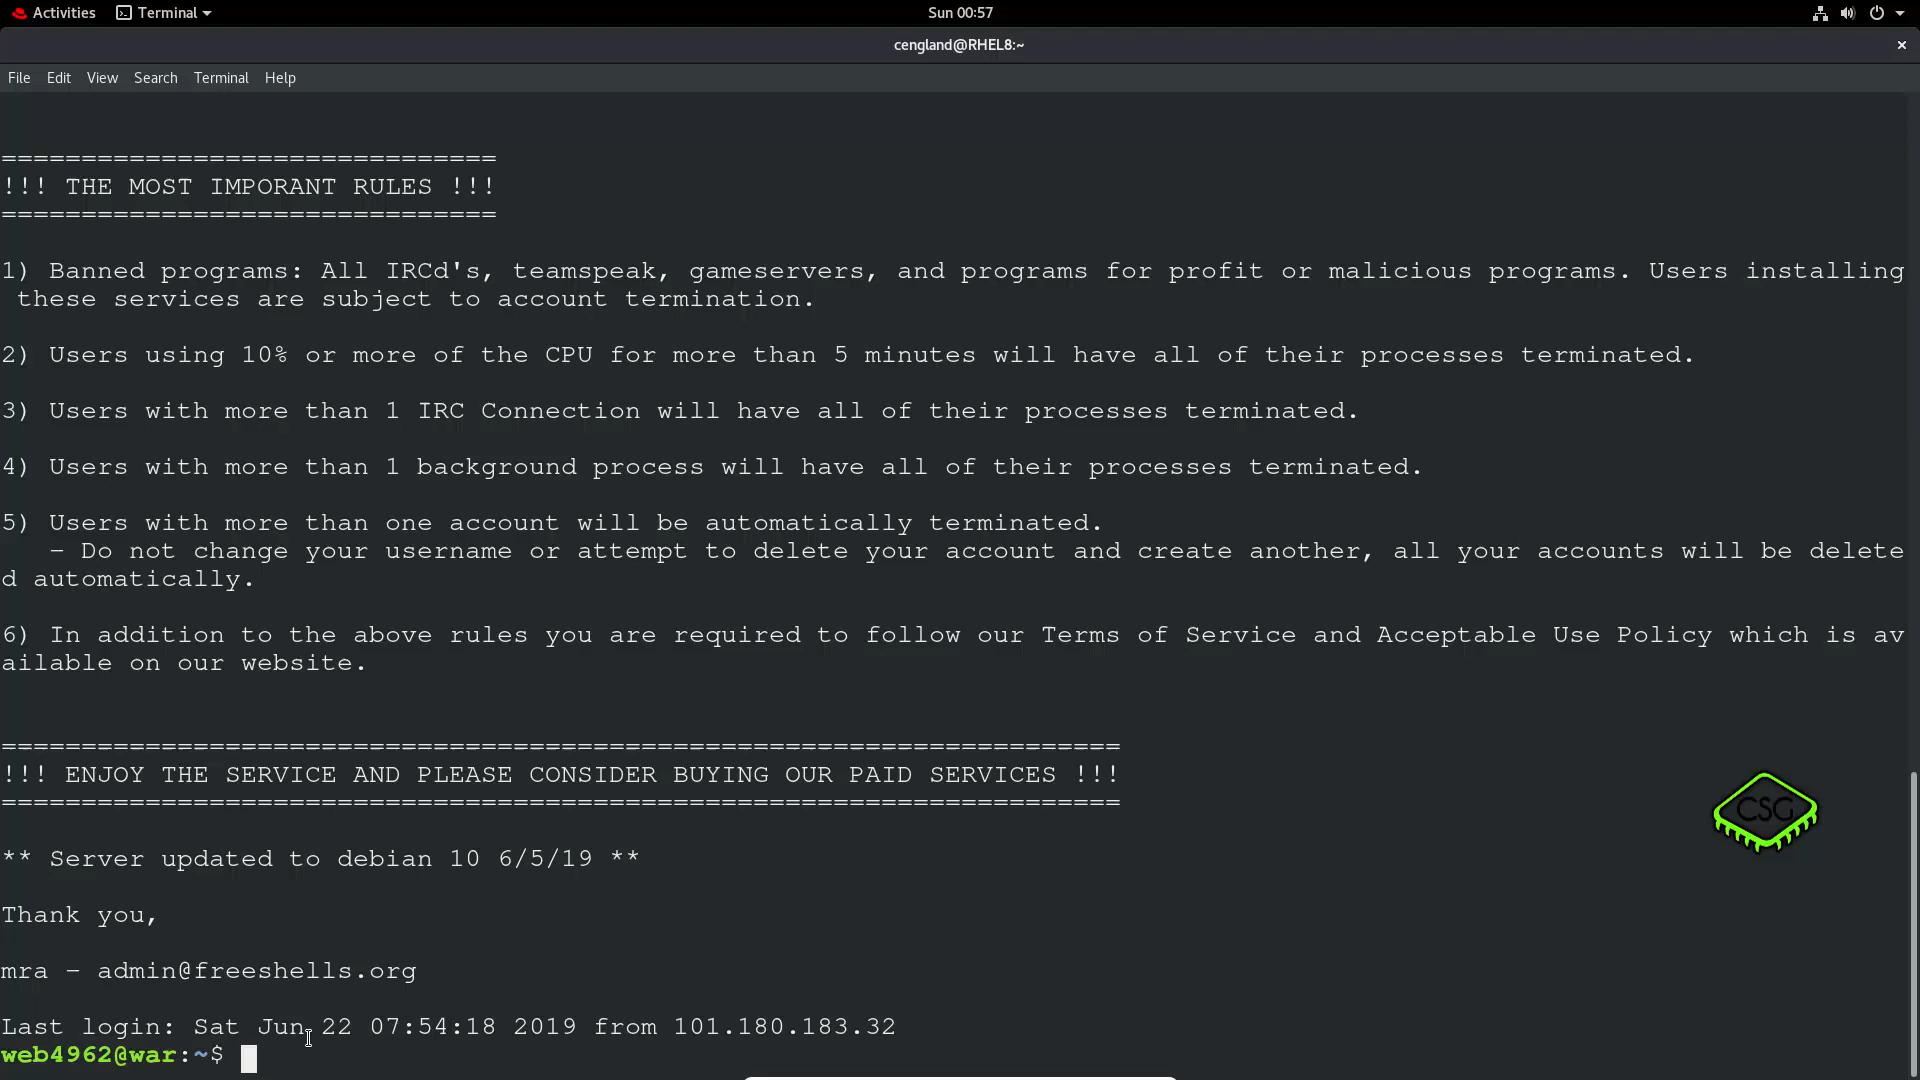 Activities Terminal Sun 00:57
cengland@RHEL8:~ ×
File Edit View Search Terminal Help
===============================
!!! THE MOST IMPORANT RULES !!!
===============================
1) Banned programs: All IRCd's, teamspeak, gameservers, and programs for profit or malicious programs. Users installing
these services are subject to account termination.
2) Users using 10% or more of the CPU for more than 5 minutes will have all of their processes terminated.
3) Users with more than 1 IRC Connection will have all of their processes terminated.
4) Users with more than 1 background process will have all of their processes terminated.
5) Users with more than one account will be automatically terminated.
– Do not change your username or attempt to delete your account and create another, all your accounts will be delete
d automatically.
6) In addition to the above rules you are required to follow our Terms of Service and Acceptable Use Policy which is av
ailable on our website.
======================================================================
!!! ENJOY THE SERVICE AND PLEASE CONSIDER BUYING OUR PAID SERVICES !!!
======================================================================
CSG
** Server updated to debian 10 6/5/19 **
Thank you,
mra – admin@freeshells.org
Last login: Sat Jun 22 07:54:18 2019 from 101.180.183.32
web4962@war:~$